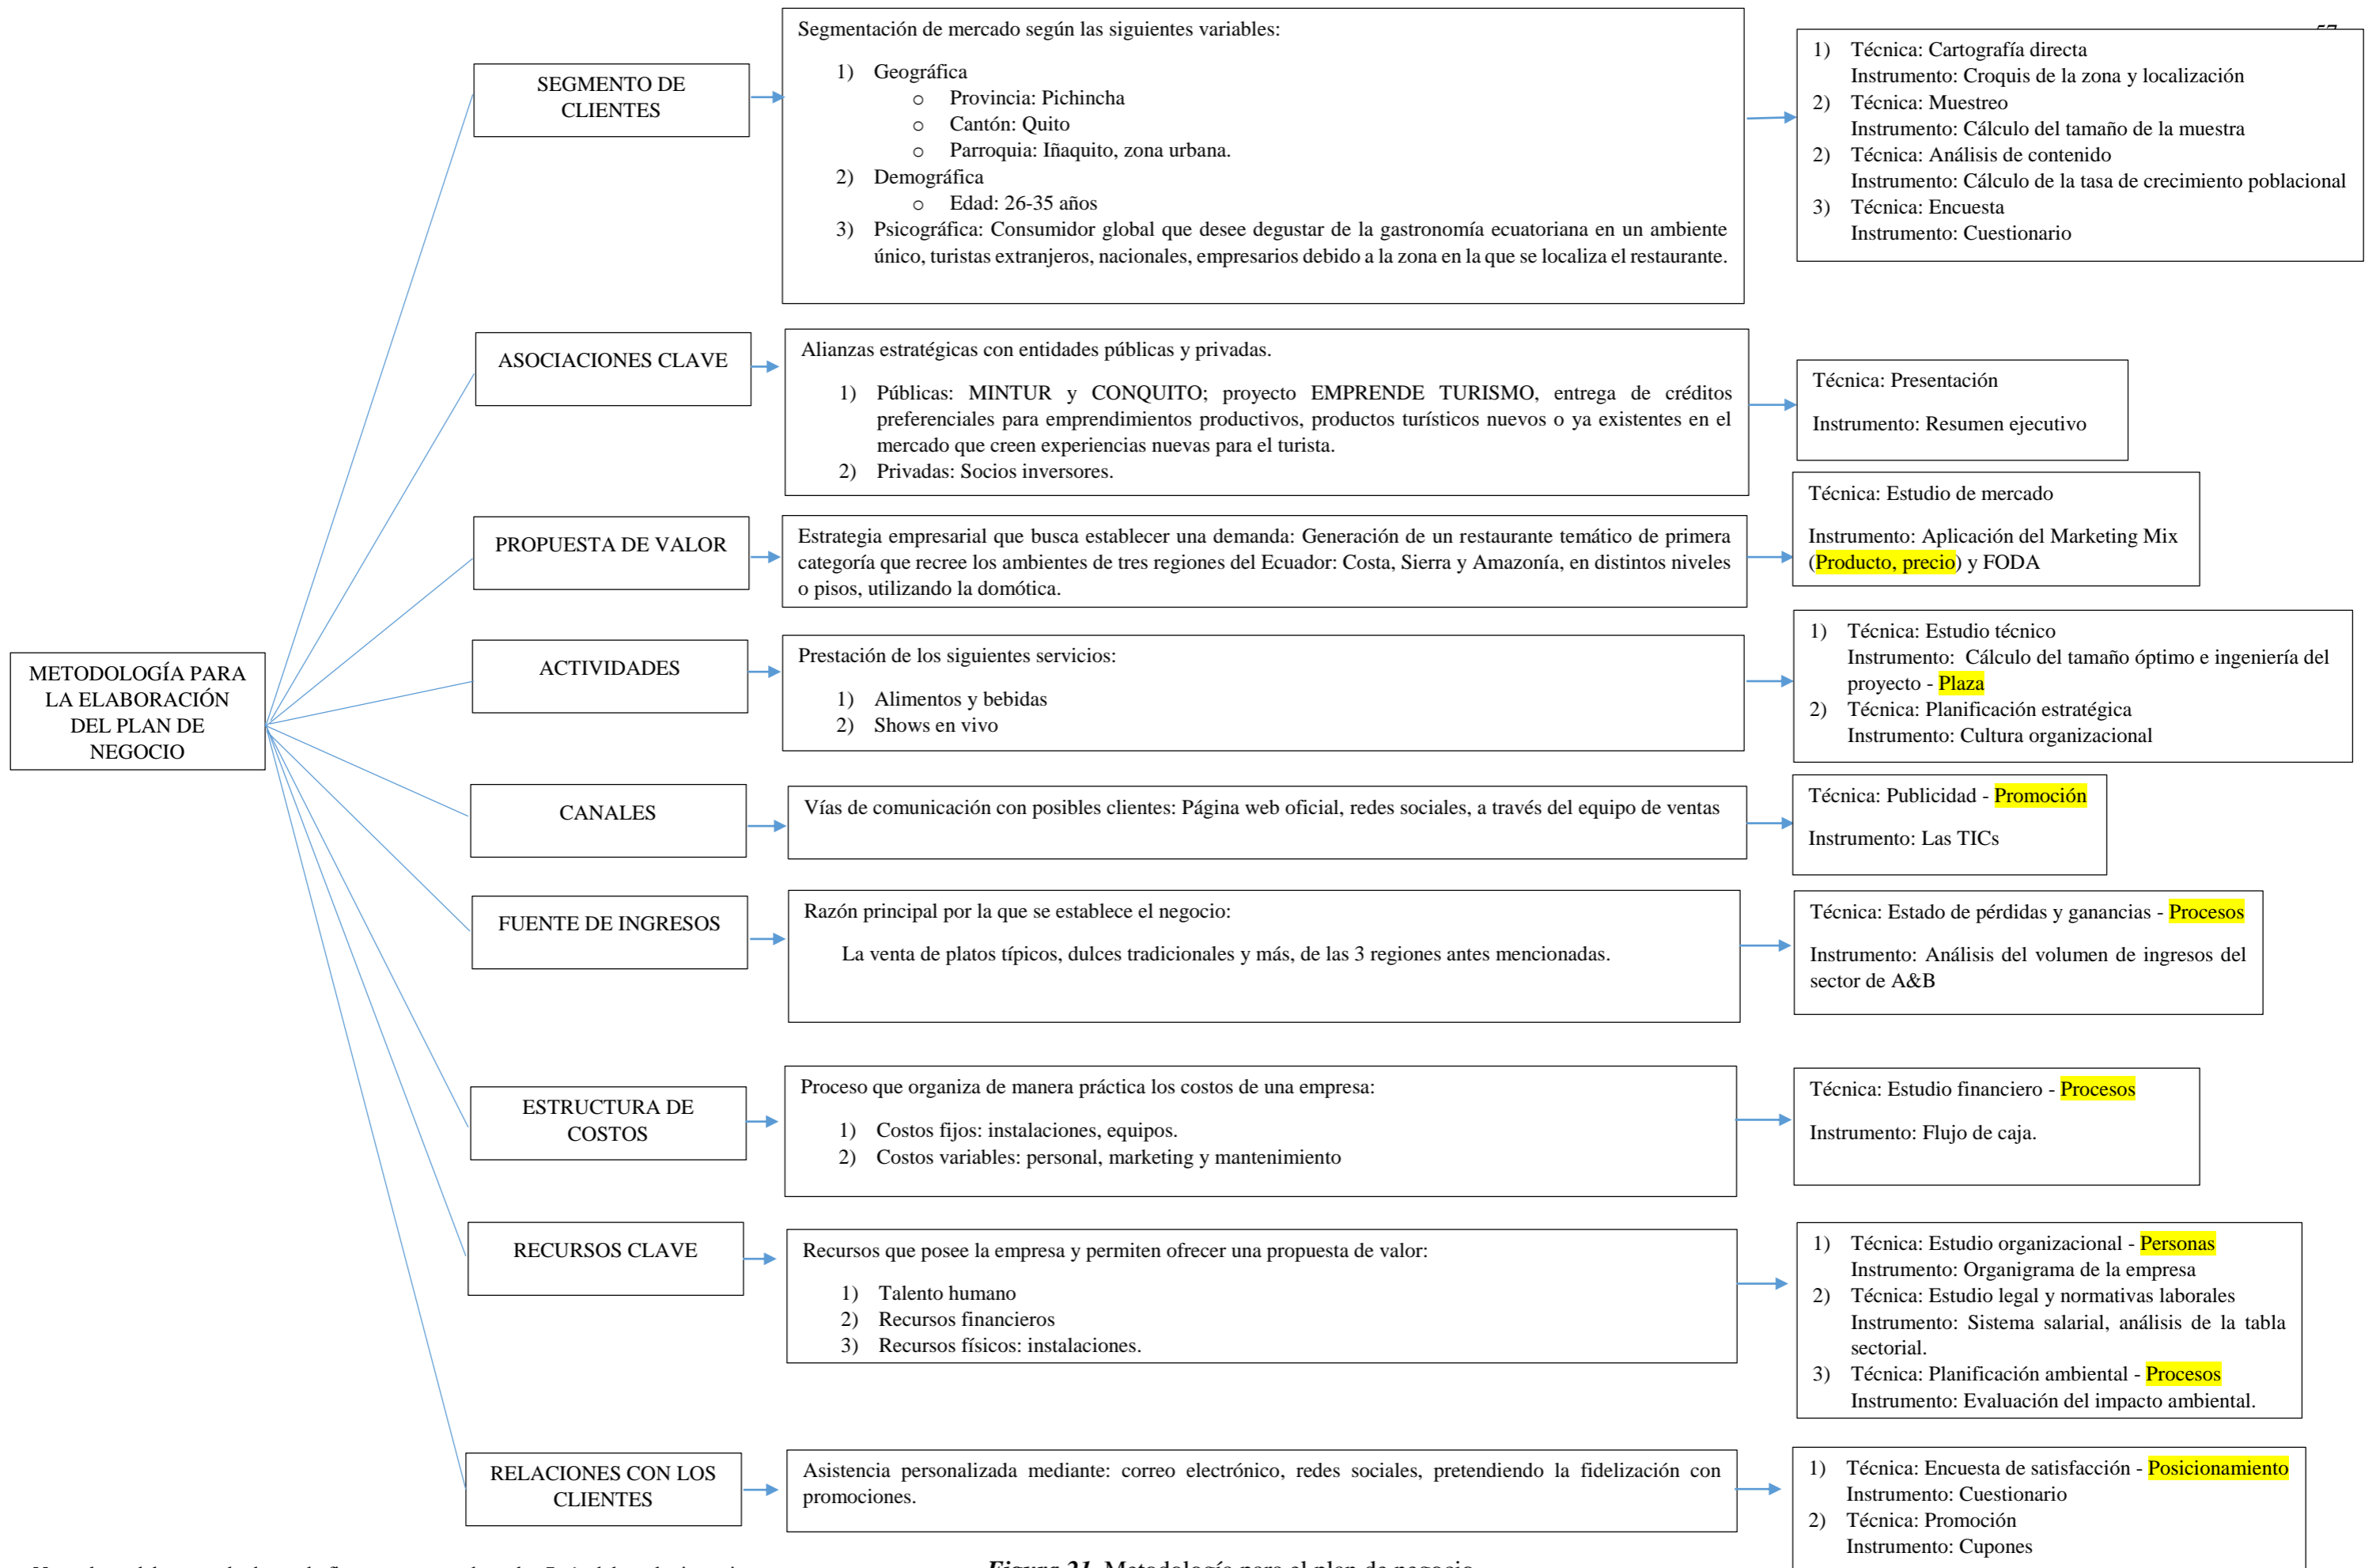 57
SEGMENTO DE
CLIENTES
Segmentación de mercado según las siguientes variables:
1) Geográfica
o Provincia: Pichincha
o Cantón: Quito
o Parroquia: Iñaquito, zona urbana.
2) Demográfica
o Edad: 26-35 años
3) Psicográfica: Consumidor global que desee degustar de la gastronomía ecuatoriana en un ambiente
único, turistas extranjeros, nacionales, empresarios debido a la zona en la que se localiza el restaurante.
1) Técnica: Cartografía directa
Instrumento: Croquis de la zona y localización
2) Técnica: Muestreo
Instrumento: Cálculo del tamaño de la muestra
2) Técnica: Análisis de contenido
Instrumento: Cálculo de la tasa de crecimiento poblacional
3) Técnica: Encuesta
Instrumento: Cuestionario
ASOCIACIONES CLAVE
Alianzas estratégicas con entidades públicas y privadas.
1) Públicas: MINTUR y CONQUITO; proyecto EMPRENDE TURISMO, entrega de créditos
preferenciales para emprendimientos productivos, productos turísticos nuevos o ya existentes en el
mercado que creen experiencias nuevas para el turista.
2) Privadas: Socios inversores.
Técnica: Presentación
Instrumento: Resumen ejecutivo
PROPUESTA DE VALOR
Estrategia empresarial que busca establecer una demanda: Generación de un restaurante temático de primera
categoría que recree los ambientes de tres regiones del Ecuador: Costa, Sierra y Amazonía, en distintos niveles
o pisos, utilizando la domótica.
Técnica: Estudio de mercado
Instrumento: Aplicación del Marketing Mix
(Producto, precio) y FODA
METODOLOGÍA PARA
LA ELABORACIÓN
DEL PLAN DE
NEGOCIO
ACTIVIDADES
Prestación de los siguientes servicios:
1) Alimentos y bebidas
2) Shows en vivo
1) Técnica: Estudio técnico
Instrumento: Cálculo del tamaño óptimo e ingeniería del
proyecto - Plaza
2) Técnica: Planificación estratégica
Instrumento: Cultura organizacional
CANALES
Vías de comunicación con posibles clientes: Página web oficial, redes sociales, a través del equipo de ventas
Técnica: Publicidad - Promoción
Instrumento: Las TICs
FUENTE DE INGRESOS
Razón principal por la que se establece el negocio:
La venta de platos típicos, dulces tradicionales y más, de las 3 regiones antes mencionadas.
Técnica: Estado de pérdidas y ganancias - Procesos
Instrumento: Análisis del volumen de ingresos del
sector de A&B
ESTRUCTURA DE
COSTOS
Proceso que organiza de manera práctica los costos de una empresa:
1) Costos fijos: instalaciones, equipos.
2) Costos variables: personal, marketing y mantenimiento
Técnica: Estudio financiero - Procesos
Instrumento: Flujo de caja.
RECURSOS CLAVE
Recursos que posee la empresa y permiten ofrecer una propuesta de valor:
1) Talento humano
2) Recursos financieros
3) Recursos físicos: instalaciones.
1) Técnica: Estudio organizacional - Personas
Instrumento: Organigrama de la empresa
2) Técnica: Estudio legal y normativas laborales
Instrumento: Sistema salarial, análisis de la tabla
sectorial.
3) Técnica: Planificación ambiental - Procesos
Instrumento: Evaluación del impacto ambiental.
RELACIONES CON LOS
CLIENTES
Asistencia personalizada mediante: correo electrónico, redes sociales, pretendiendo la fidelización con
promociones.
1) Técnica: Encuesta de satisfacción - Posicionamiento
Instrumento: Cuestionario
2) Técnica: Promoción
Instrumento: Cupones
Figura 21. Metodología para el plan de negocio